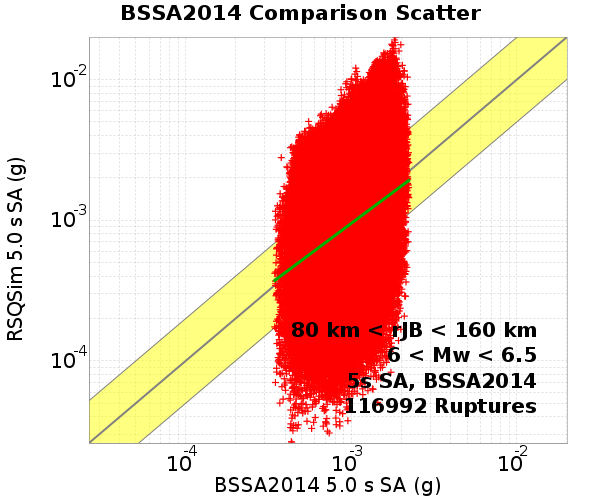 BSSA2014 Comparison Scatter
RSQSim 5.0 s SA (g)
10-2
10-3
10-4
80 km < rJB < 160 km
6 < Mw < 6.5
5s SA, BSSA2014
116992 Ruptures
10-4
10-3
10-2
BSSA2014 5.0 s SA (g)